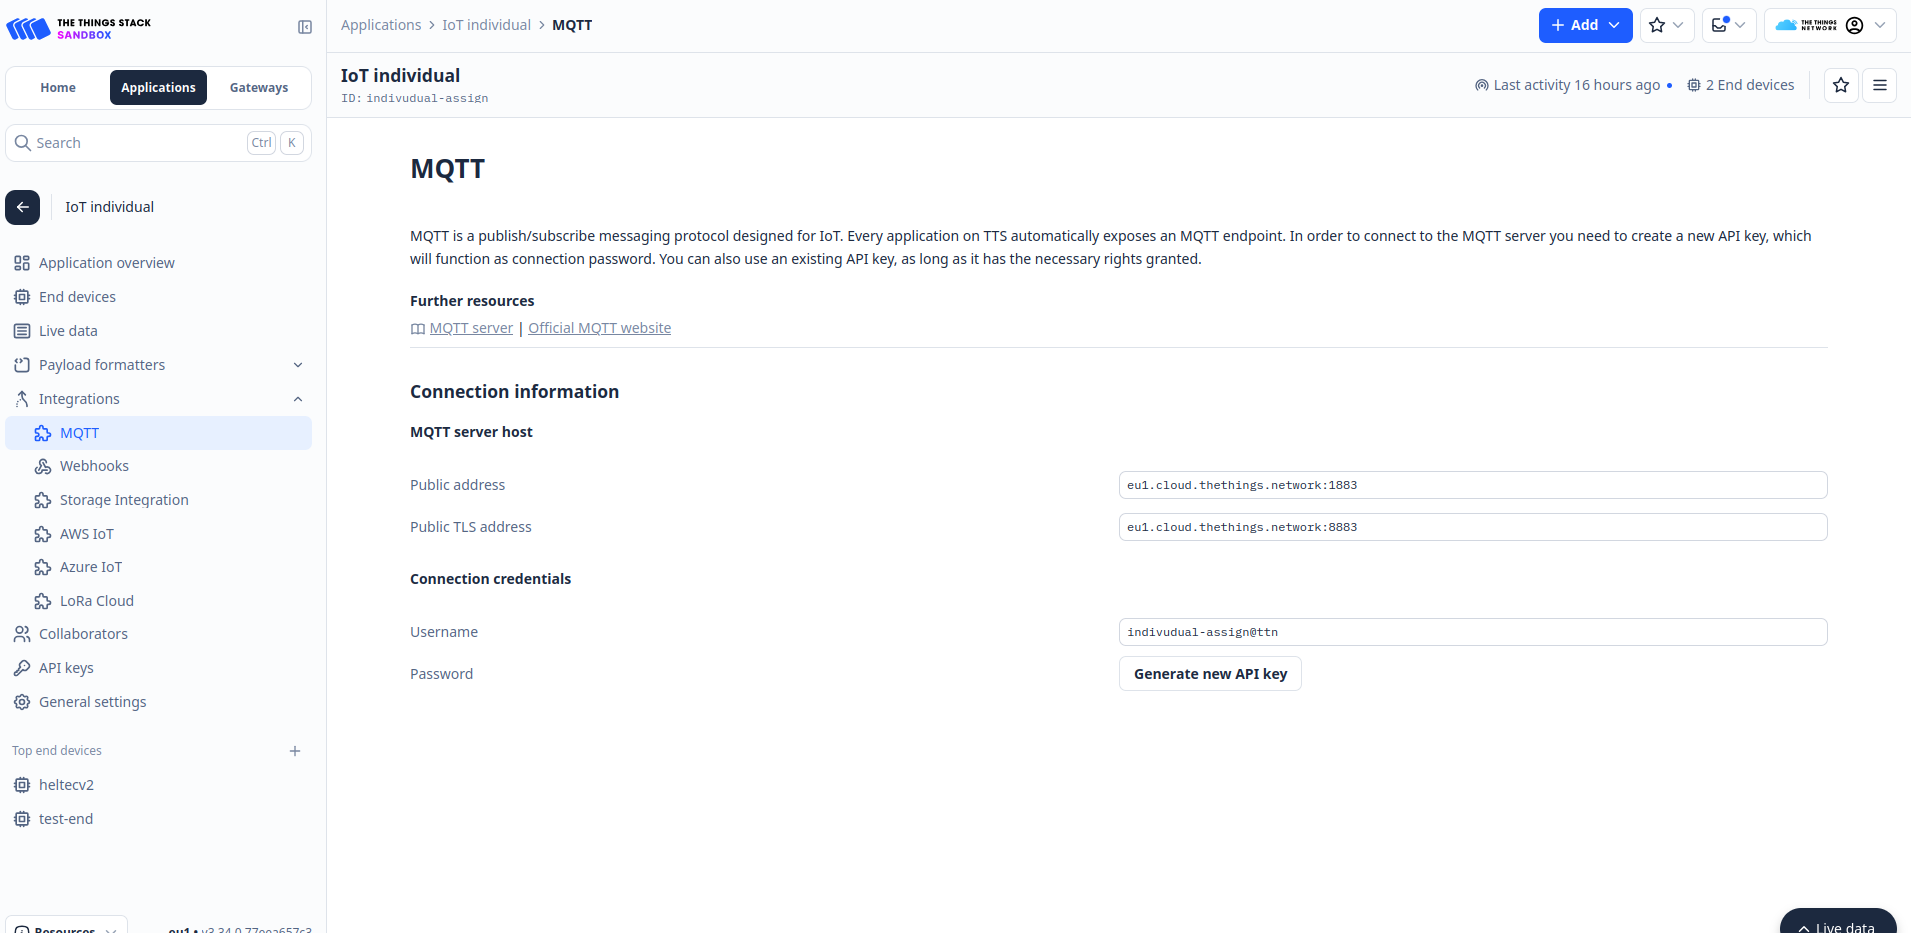 THE THINGS STACK
SANDBOX
Home
Applications
Gateways
Search
Ctrl
K
IoT individual
Application overview
End devices
Live data
Payload formatters
Integrations
MQTT
Webhooks
Storage Integration
AWS IoT
Azure IoT
LoRa Cloud
Collaborators
API keys
General settings
Top end devices
heltecv2
test-end
Resources
Applications > IoT individual > MQTT
+ Add
THE THINGS
NETWORK
IoT individual
ID: indivudual-assign
Last activity 16 hours ago
2 End devices
MQTT
MQTT is a publish/subscribe messaging protocol designed for IoT. Every application on TTS automatically exposes an MQTT endpoint. In order to connect to the MQTT server you need to create a new API key, which
will function as connection password. You can also use an existing API key, as long as it has the necessary rights granted.
Further resources
MQTT server | Official MQTT website
Connection information
MQTT server host
Public address
eu1.cloud.thethings.network:1883
Public TLS address
eu1.cloud.thethings.network:8883
Connection credentials
Username
indivudual-assign@ttn
Password
Generate new API key
Live data